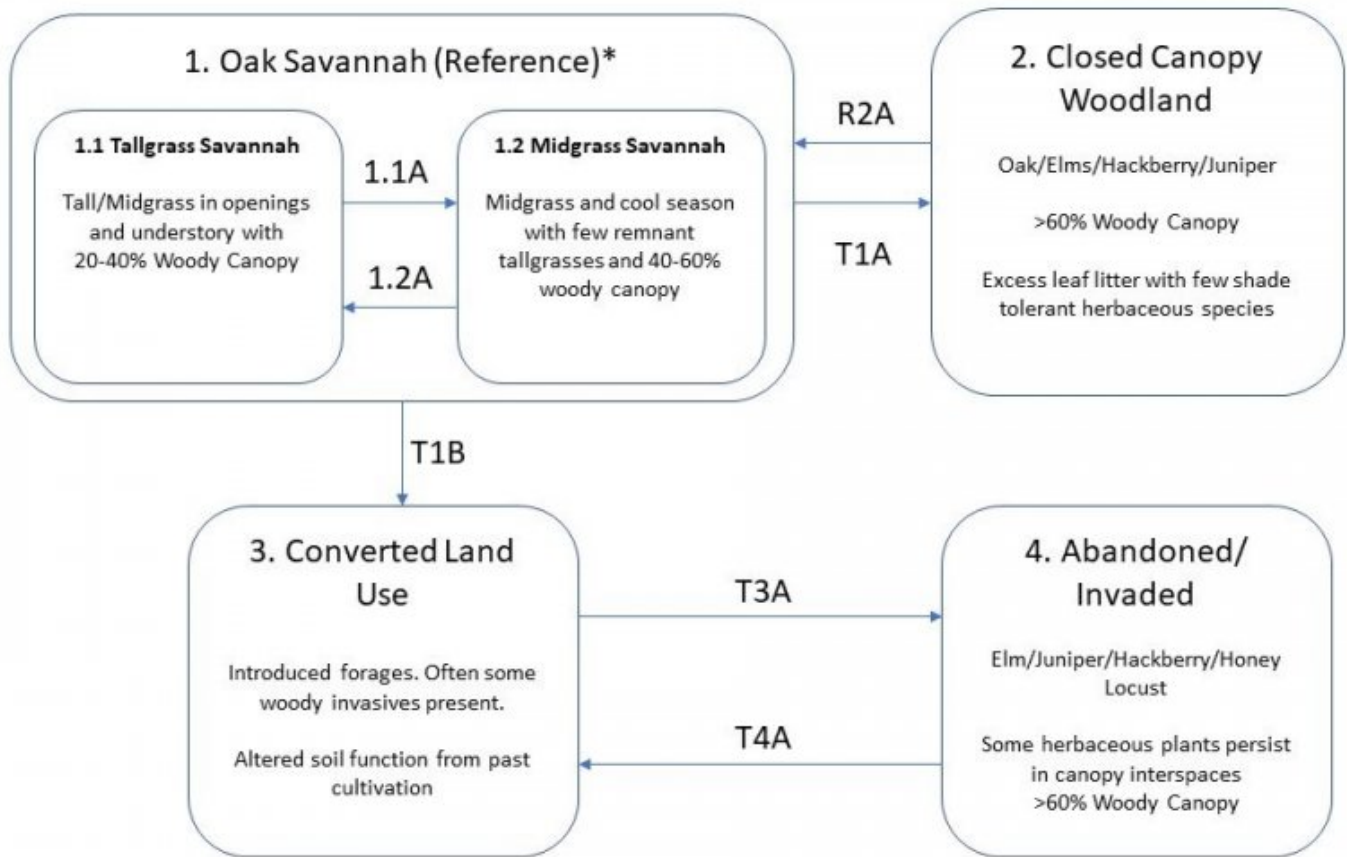 1. Oak Savannah (Reference)*
1.1 Tallgrass Savannah
Tall/Midgrass in openings
and understory with
20-40% Woody Canopy
1.1A
1.2A
1.2 Midgrass Savannah
Midgrass and cool season
with few remnant
tallgrasses and 40-60%
woody canopy
R2A
T1A
2. Closed Canopy
Woodland
Oak/Elms/Hackberry/Juniper
>60% Woody Canopy
Excess leaf litter with few shade
tolerant herbaceous species
T1B
3. Converted Land
Use
Introduced forages. Often some
woody invasives present.
Altered soil function from past
cultivation
T3A
T4A
4. Abandoned/
Invaded
Elm/Juniper/Hackberry/Honey
Locust
Some herbaceous plants persist
in canopy interspaces
>60% Woody Canopy